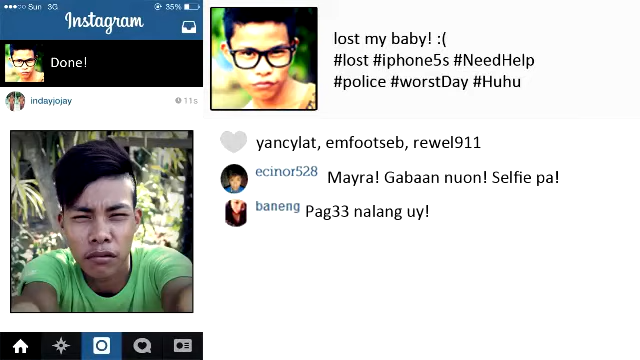 Sun 3G 35%
Instagram
Done!
indayjojay 11s
lost my baby! :(
#lost #iphone5s #NeedHelp
#police #worstDay #Huhu
yancylat, emfootseb, rewel911
ecinor528 Mayra! Gabaan nuon! Selfie pa!
baneng Pag33 nalang uy!